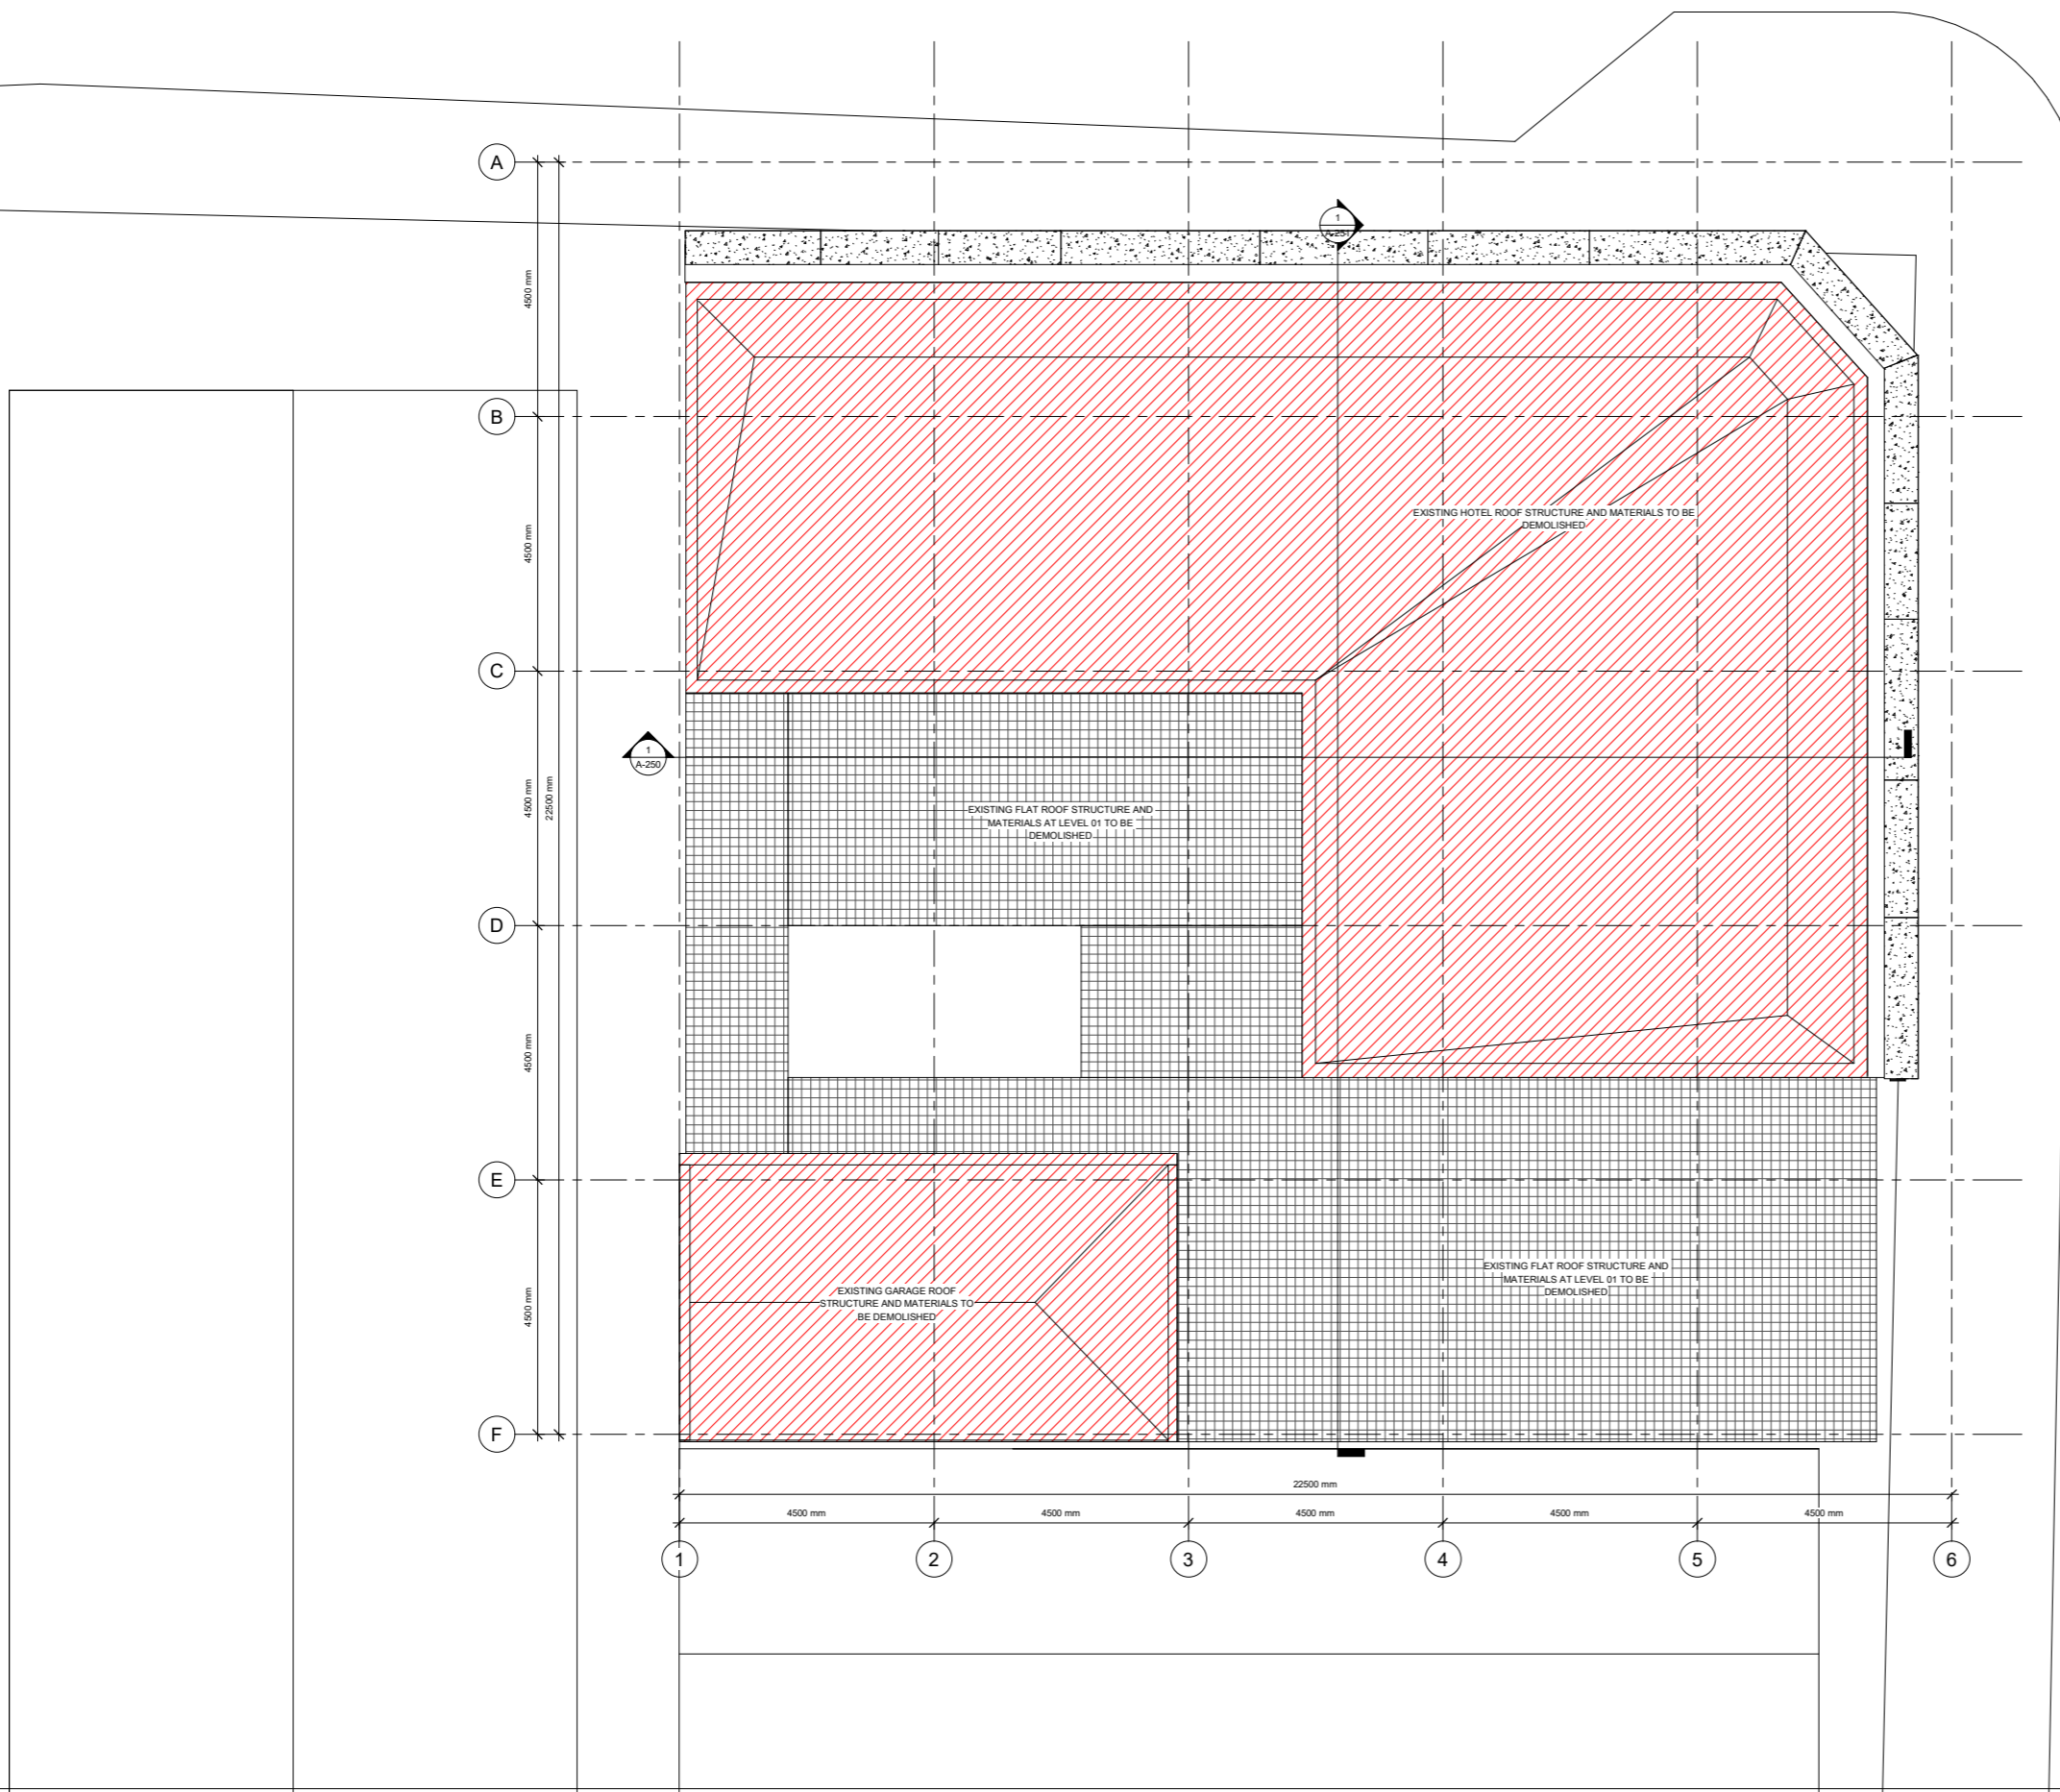 A
1
A-251
4500 mm
B
4500 mm
EXISTING HOTEL ROOF STRUCTURE AND MATERIALS TO BE
DEMOLISHED
C
1
A-250
4500 mm
22500 mm
EXISTING FLAT ROOF STRUCTURE AND
MATERIALS AT LEVEL 01 TO BE
DEMOLISHED
D
4500 mm
E
4500 mm
EXISTING GARAGE ROOF
STRUCTURE AND MATERIALS TO
BE DEMOLISHED
EXISTING FLAT ROOF STRUCTURE AND
MATERIALS AT LEVEL 01 TO BE
DEMOLISHED
F
22500 mm
4500 mm
4500 mm
4500 mm
4500 mm
4500 mm
1
2
3
4
5
6